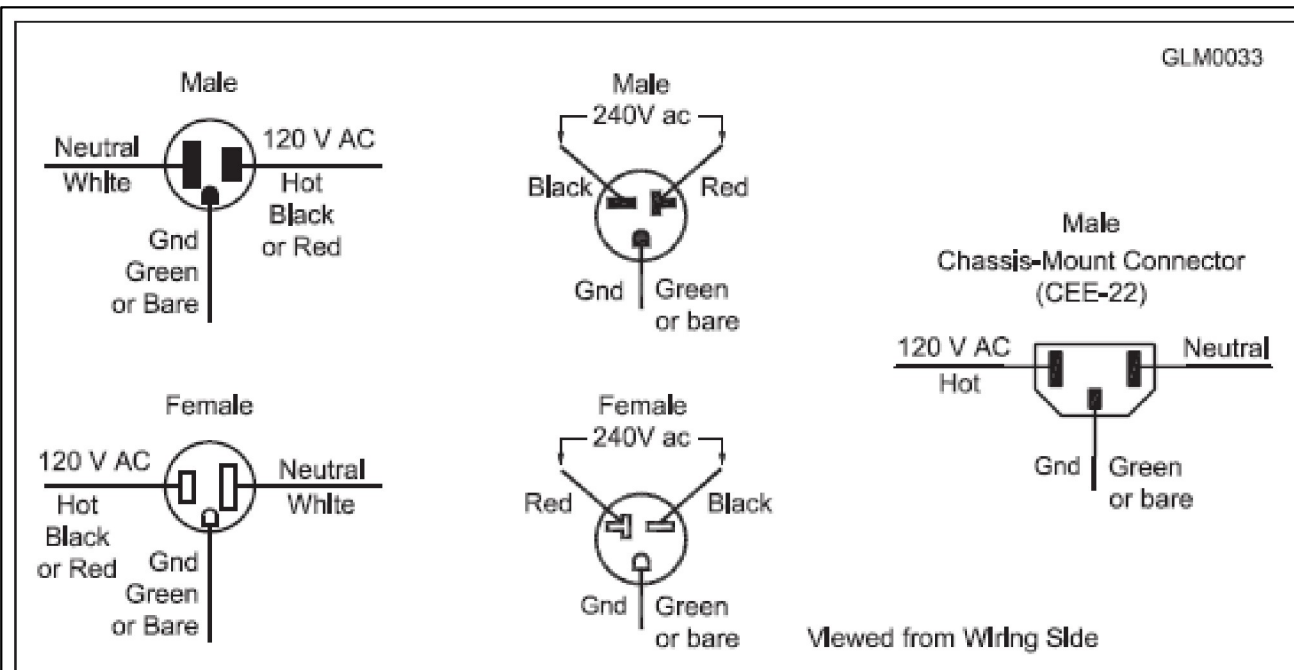 GLM0033
Male
Neutral
White
120 V AC
Hot
Black
or Red
Gnd
Green
or Bare
Male
240V ac
Black
Red
Gnd
Green
or bare
Male
Chassis-Mount Connector
(CEE-22)
120 V AC
Hot
Neutral
Gnd
Green
or bare
Female
120 V AC
Hot
Black
or Red
Neutral
White
Gnd
Green
or Bare
Female
240V ac
Red
Black
Gnd
Green
or bare
Viewed from Wiring Side